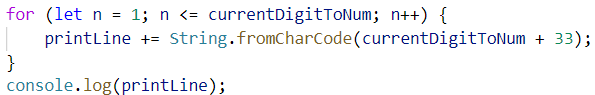 for (let n = 1; n <= currentDigitToNum; n++) {
    printLine += String.fromCharCode(currentDigitToNum + 33);
}
console.log(printLine);